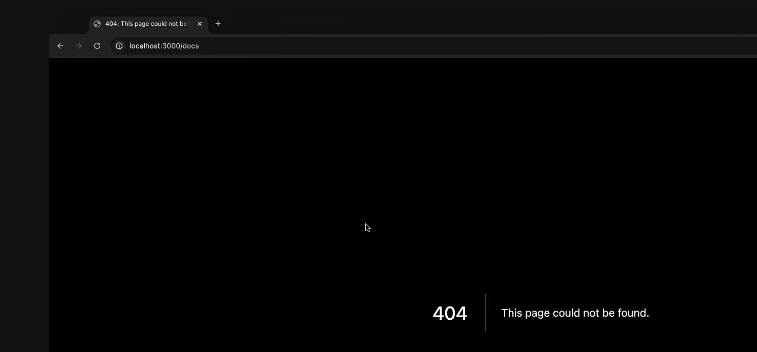 404: This page could not be
localhost:3000/docs
404
This page could not be found.